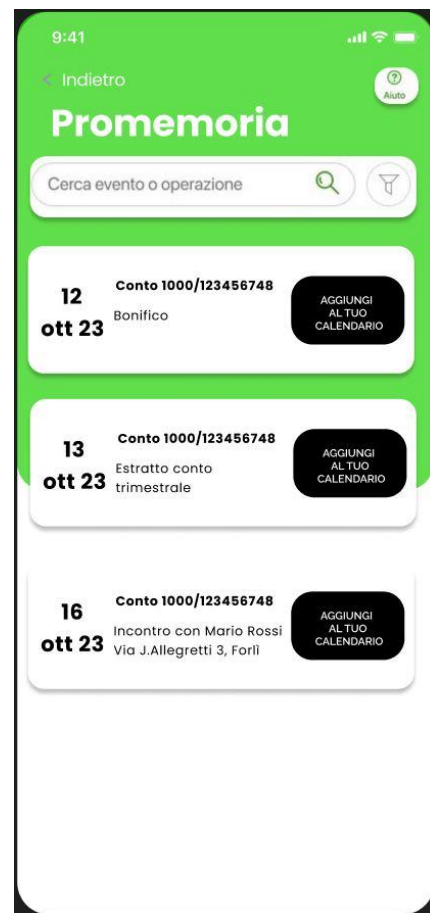 9:41
< Indietro
Aiuto
Promemoria
Cerca evento o operazione
12
ott 23
Conto 1000/123456748
Bonifico
AGGIUNGI
AL TUO
CALENDARIO
13
ott 23
Conto 1000/123456748
Estratto conto
trimestrale
AGGIUNGI
AL TUO
CALENDARIO
16
ott 23
Conto 1000/123456748
Incontro con Mario Rossi
Via J.Allegretti 3, Forlì
AGGIUNGI
AL TUO
CALENDARIO